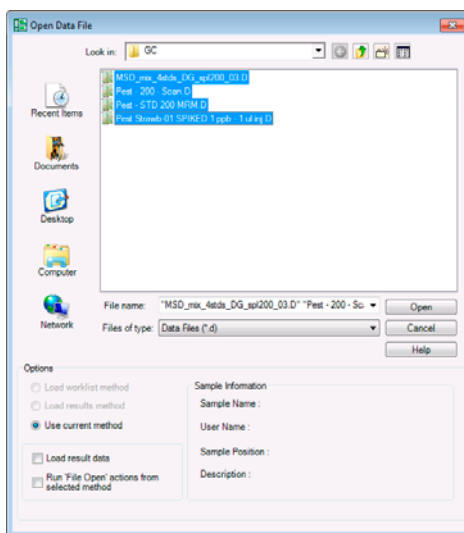 Open Data File
Look in: GC
MSD_mix_4stds_DG_spl200_03.D
Pest - 200 - Scan.D
Pest - STD 200 MRM.D
Pest Strawb-01 SPIKED 1 ppb - 1 ul inj.D
Recent Items
Documents
Desktop
Computer
Network
File name: "MSD_mix_4stds_DG_spl200_03.D" "Pest - 200 - Sc
Open
Files of type: Data Files (*.d)
Cancel
Help
Options
Load worklist method
Load results method
Use current method
Load result data
Run 'File Open' actions from
selected method
Sample Information
Sample Name :
User Name :
Sample Position :
Description :